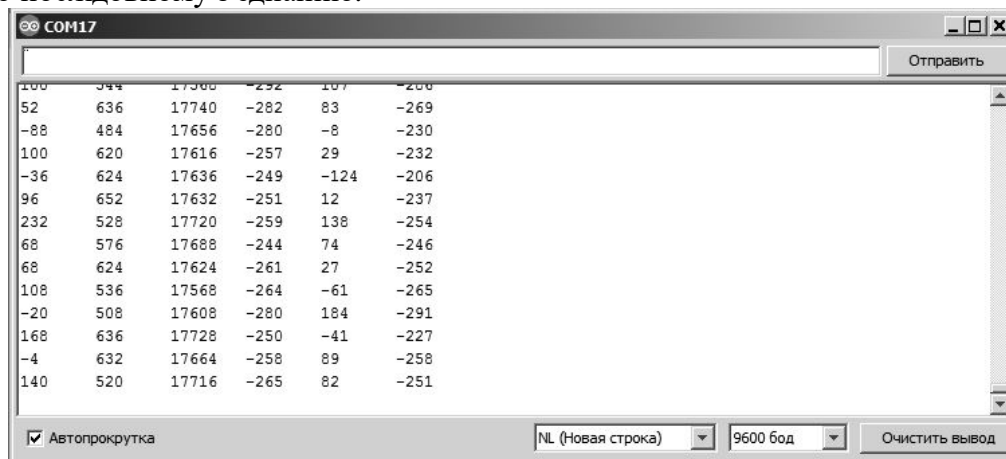 COM17
Отправить
52 636 17740 -282 83 -269
-88 484 17656 -280 -8 -230
100 620 17616 -257 29 -232
-36 624 17636 -249 -124 -206
96 652 17632 -251 12 -237
232 528 17720 -259 138 -254
68 576 17688 -244 74 -246
68 624 17624 -261 27 -252
108 536 17568 -264 -61 -265
-20 508 17608 -280 184 -291
168 636 17728 -250 -41 -227
-4 632 17664 -258 89 -258
140 520 17716 -265 82 -251
Автопрокрутка NL (Новая строка) 9600 бод Очистить вывод